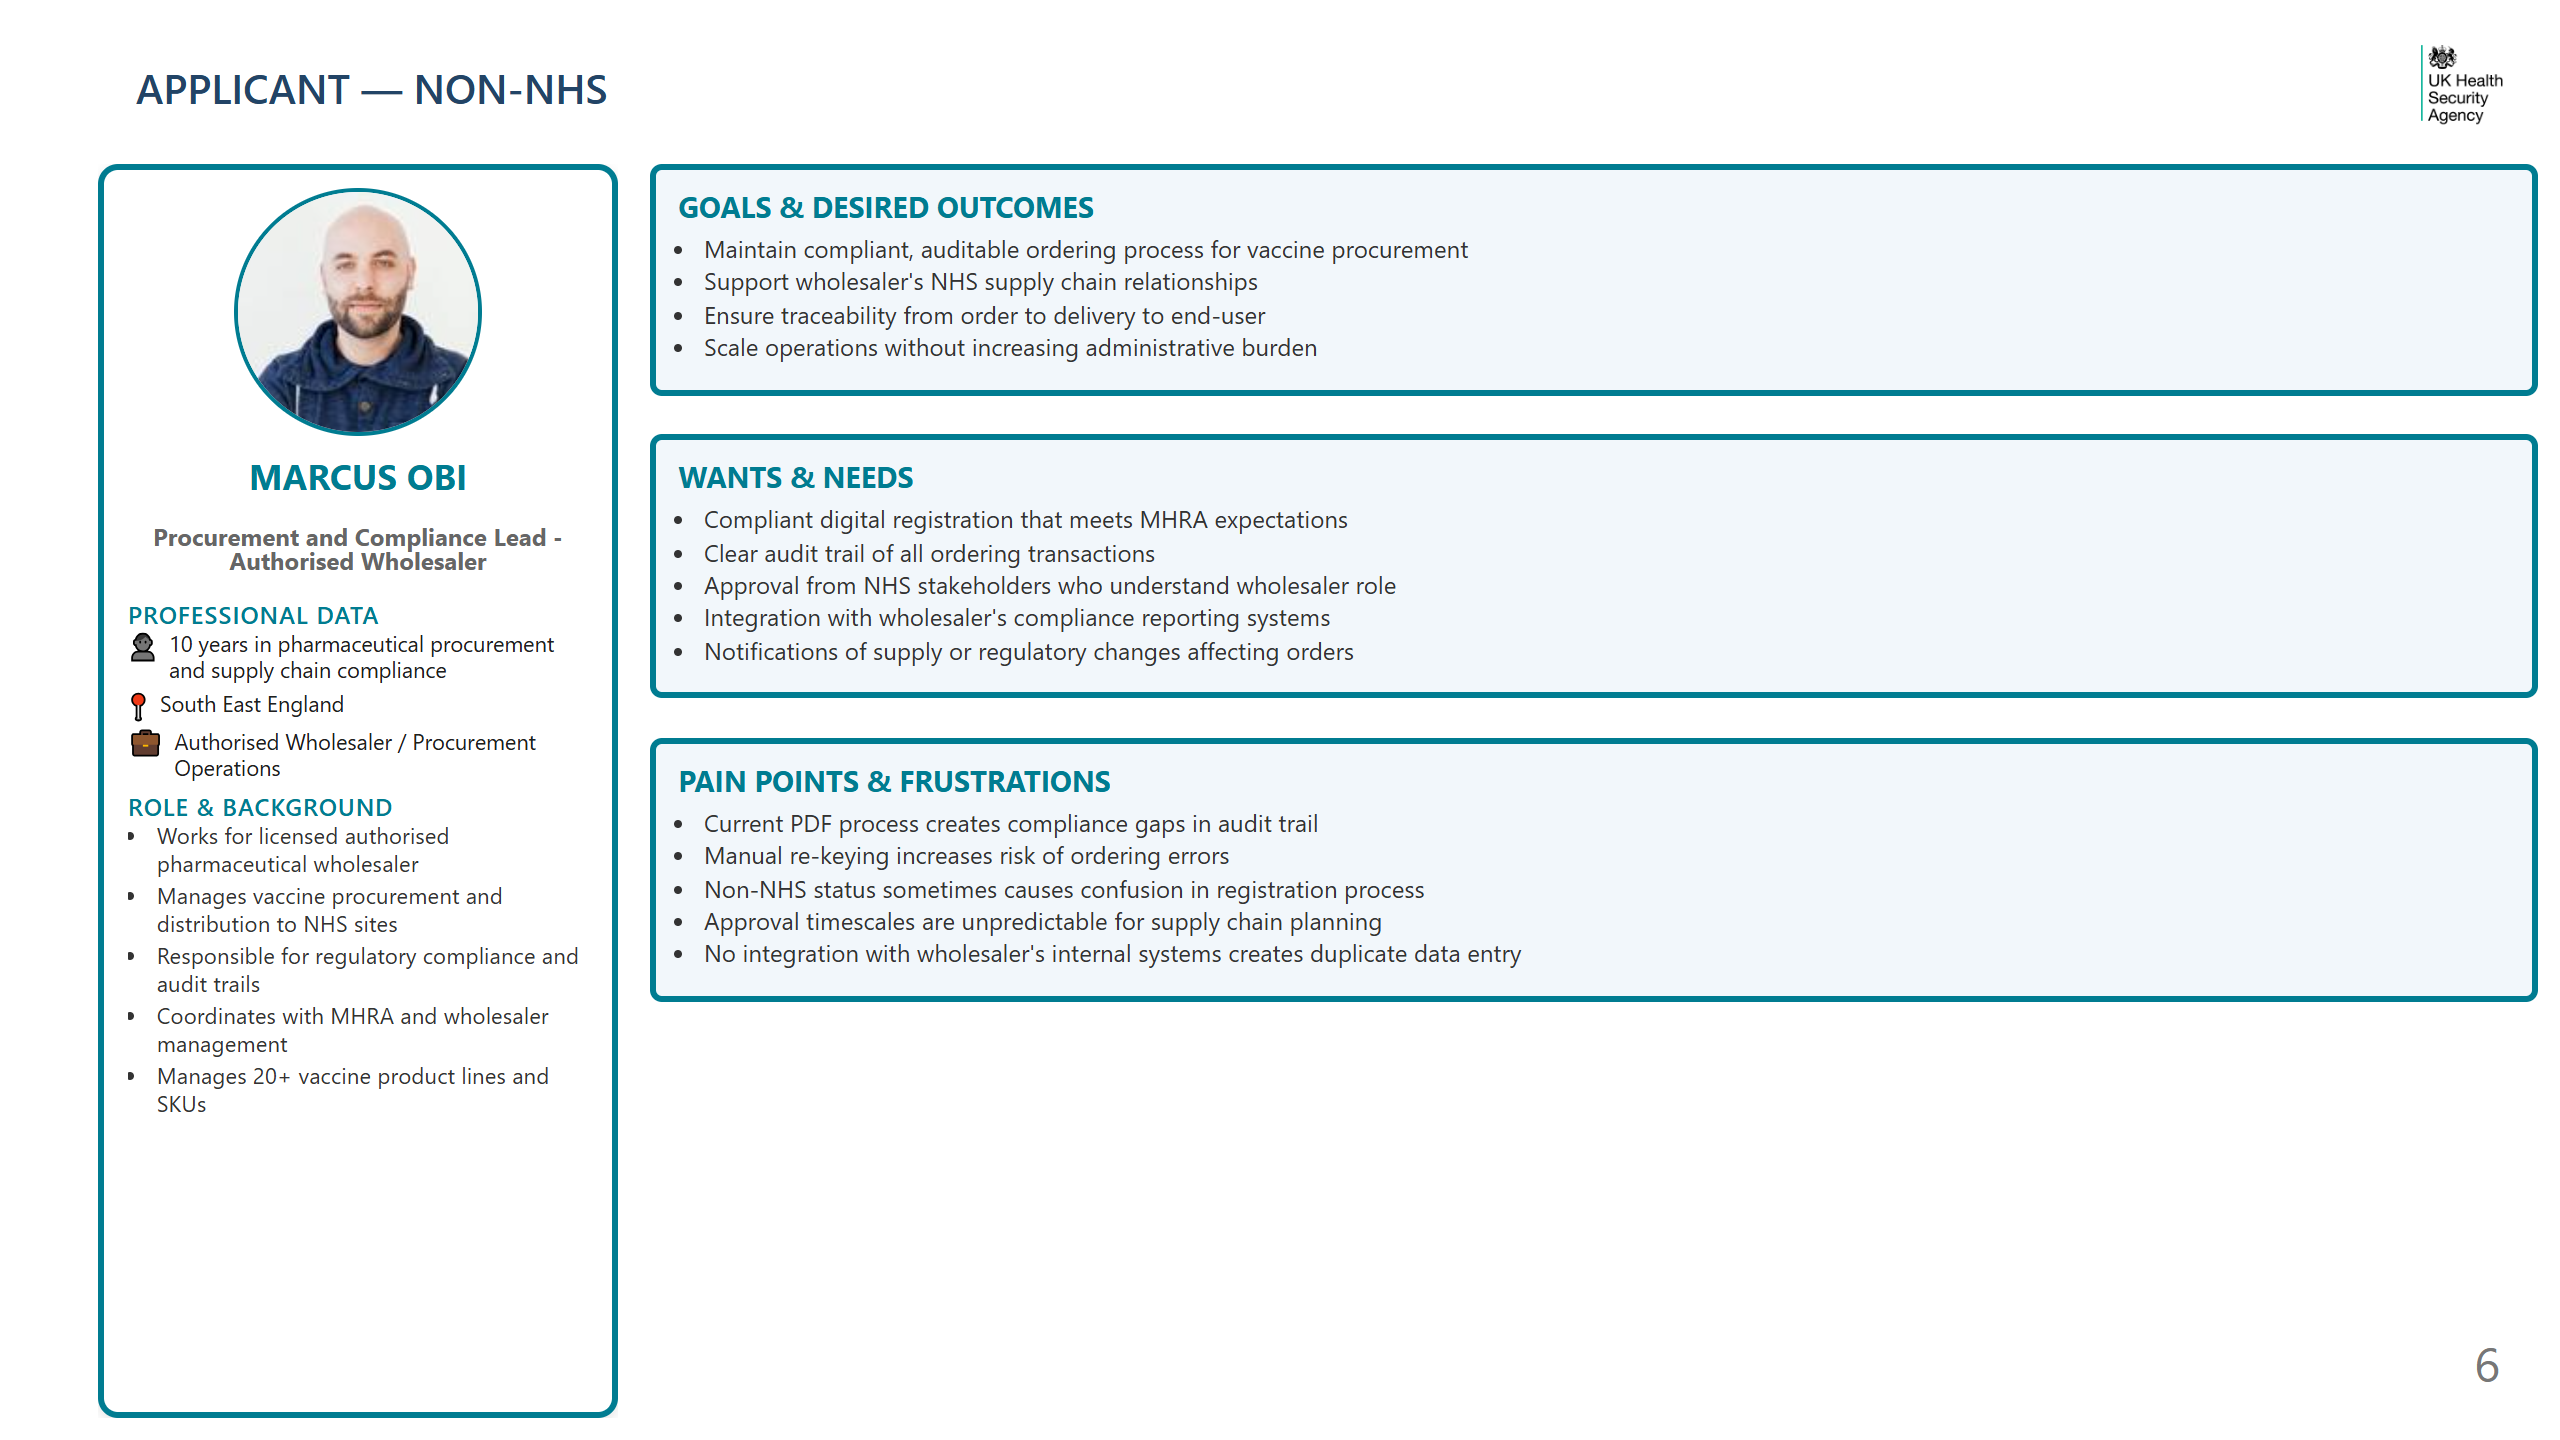 APPLICANT — NON-NHS
UK Health
Security
Agency
MARCUS OBI
Procurement and Compliance Lead -
Authorised Wholesaler
PROFESSIONAL DATA
10 years in pharmaceutical procurement
and supply chain compliance
South East England
Authorised Wholesaler / Procurement
Operations
ROLE & BACKGROUND
• Works for licensed authorised
pharmaceutical wholesaler
• Manages vaccine procurement and
distribution to NHS sites
• Responsible for regulatory compliance and
audit trails
• Coordinates with MHRA and wholesaler
management
• Manages 20+ vaccine product lines and
SKUs
GOALS & DESIRED OUTCOMES
• Maintain compliant, auditable ordering process for vaccine procurement
• Support wholesaler's NHS supply chain relationships
• Ensure traceability from order to delivery to end-user
• Scale operations without increasing administrative burden
WANTS & NEEDS
• Compliant digital registration that meets MHRA expectations
• Clear audit trail of all ordering transactions
• Approval from NHS stakeholders who understand wholesaler role
• Integration with wholesaler's compliance reporting systems
• Notifications of supply or regulatory changes affecting orders
PAIN POINTS & FRUSTRATIONS
• Current PDF process creates compliance gaps in audit trail
• Manual re-keying increases risk of ordering errors
• Non-NHS status sometimes causes confusion in registration process
• Approval timescales are unpredictable for supply chain planning
• No integration with wholesaler's internal systems creates duplicate data entry
6